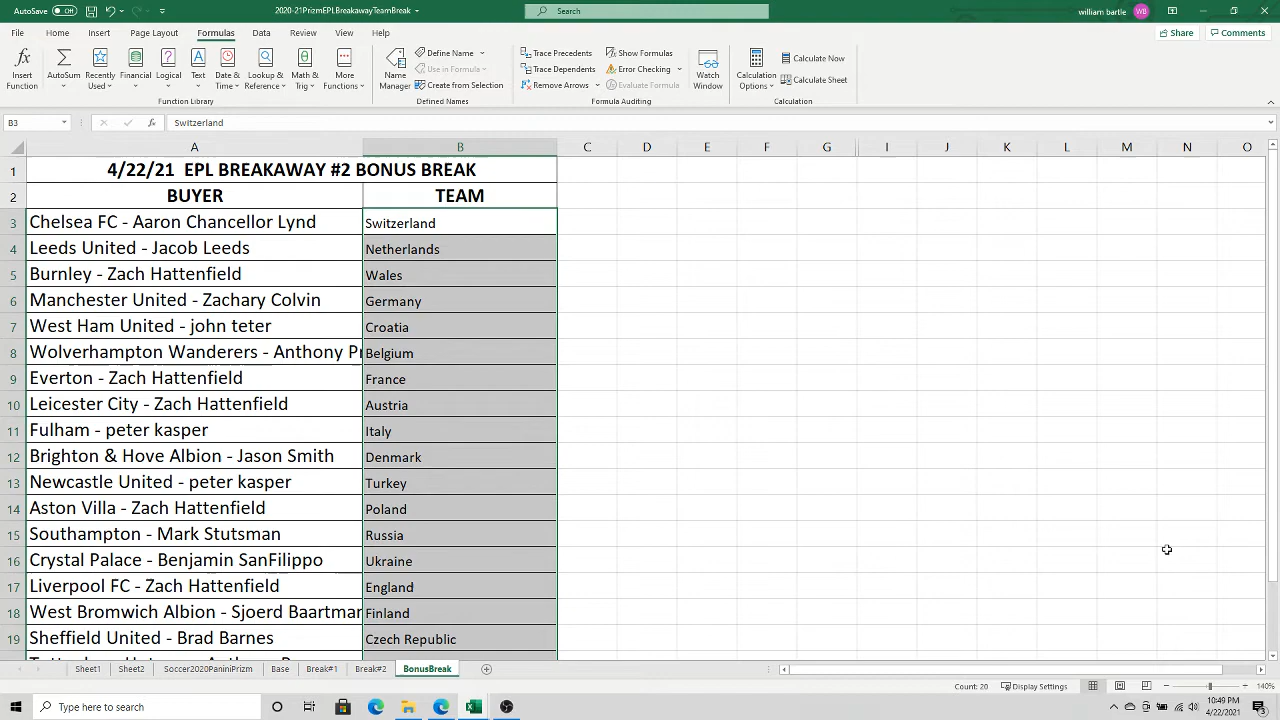 AutoSave Off 2020-21PrizmEPLBreakawayTeamBreak Search william bartle WB
File Home Insert Page Layout Formulas Data Review View Help Share Comments
Insert Function
AutoSum
Recently Used
Financial
Logical
Text
Date & Time
Lookup & Reference
Math & Trig
More Functions
Function Library
Name Manager
Define Name
Use in Formula
Create from Selection
Defined Names
Trace Precedents
Trace Dependents
Remove Arrows
Show Formulas
Error Checking
Evaluate Formula
Formula Auditing
Watch Window
Calculation Options
Calculate Now
Calculate Sheet
Calculation
B3 fx Switzerland
A B C D E F G I J K L M N O
1 4/22/21 EPL BREAKAWAY #2 BONUS BREAK
2 BUYER TEAM
3 Chelsea FC - Aaron Chancellor Lynd Switzerland
4 Leeds United - Jacob Leeds Netherlands
5 Burnley - Zach Hattenfield Wales
6 Manchester United - Zachary Colvin Germany
7 West Ham United - john teter Croatia
8 Wolverhampton Wanderers - Anthony Belgium
9 Everton - Zach Hattenfield France
10 Leicester City - Zach Hattenfield Austria
11 Fulham - peter kasper Italy
12 Brighton & Hove Albion - Jason Smith Denmark
13 Newcastle United - peter kasper Turkey
14 Aston Villa - Zach Hattenfield Poland
15 Southampton - Mark Stutsman Russia
16 Crystal Palace - Benjamin SanFilippo Ukraine
17 Liverpool FC - Zach Hattenfield England
18 West Bromwich Albion - Sjoerd Baartmar Finland
19 Sheffield United - Brad Barnes Czech Republic
Sheet1 Sheet2 Soccer2020PaniniPrizm Base Break#1 Break#2 BonusBreak
Count: 20 Display Settings 140%
Type here to search 10:49 PM
4/22/2021